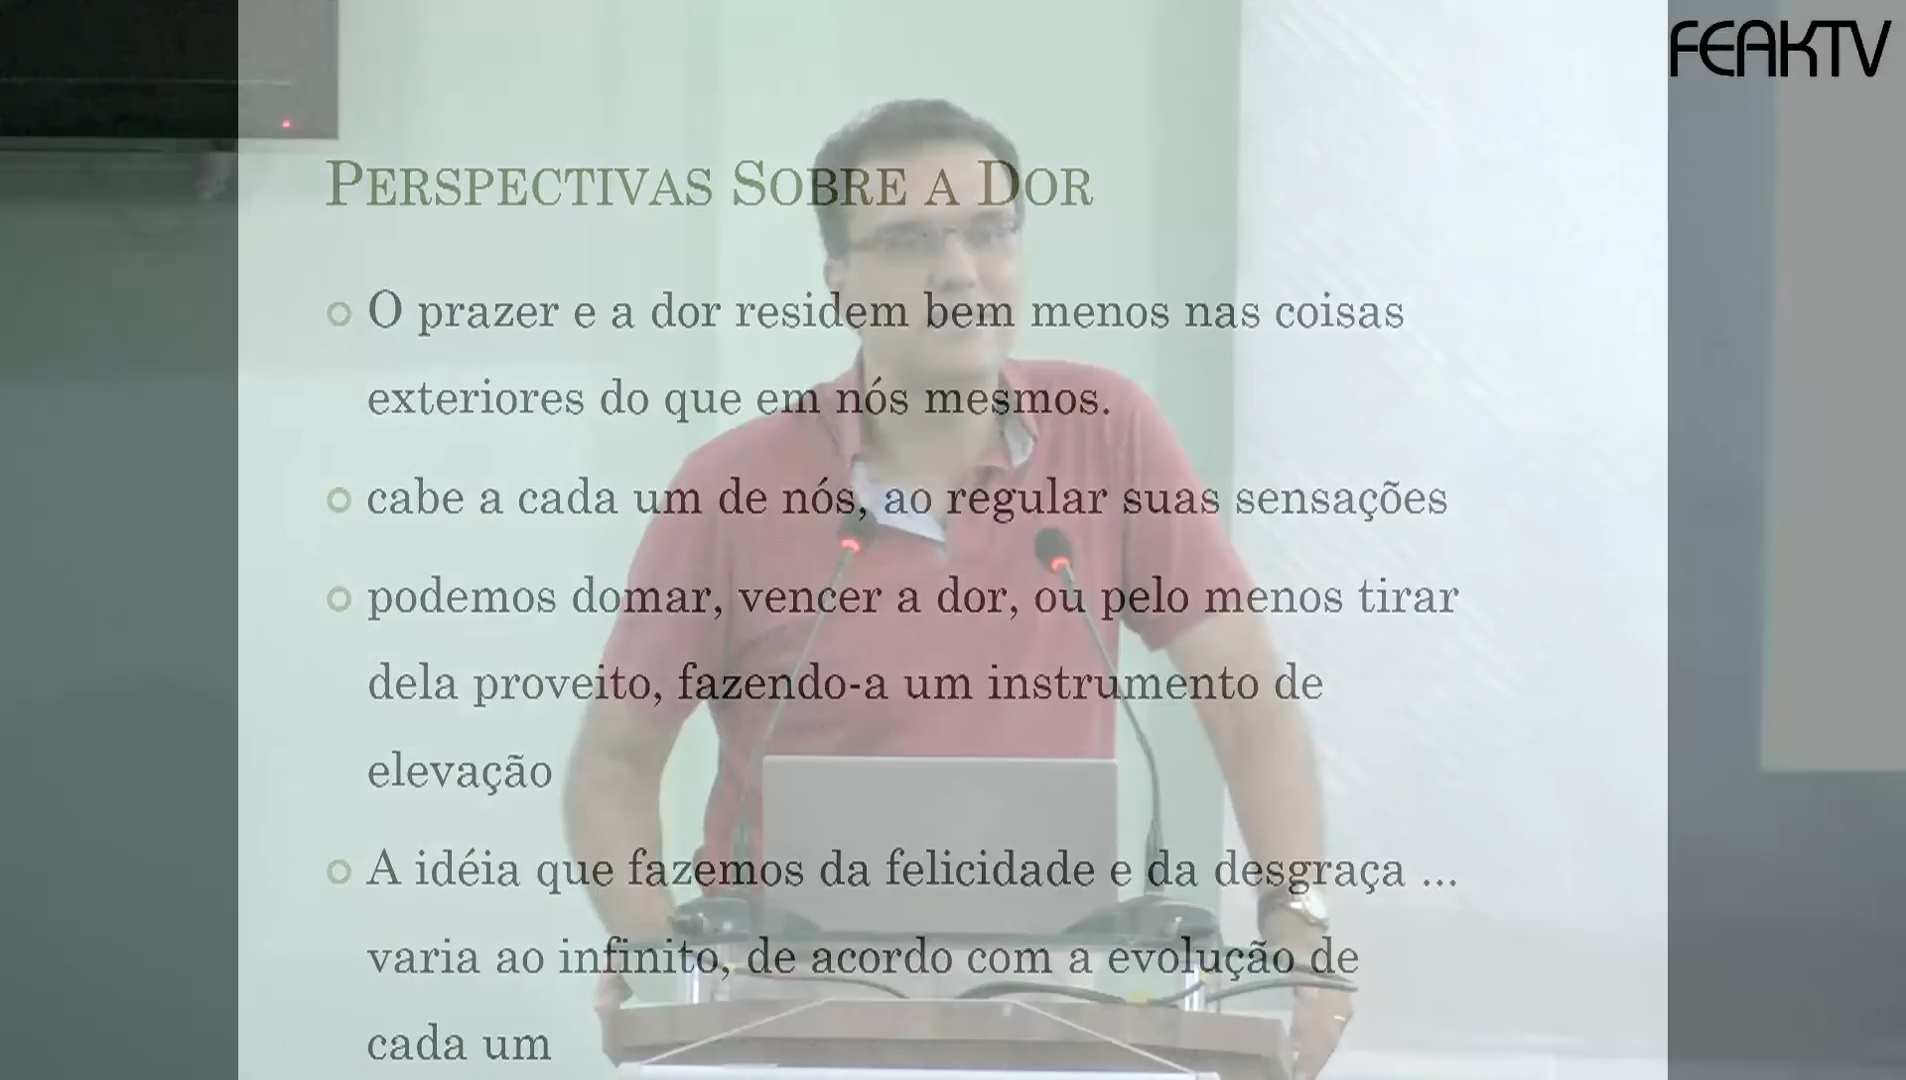 FEAKTV
PERSPECTIVAS SOBRE A DOR
O prazer e a dor residem bem menos nas coisas
exteriores do que em nós mesmos.
cabe a cada um de nós, ao regular suas sensações
podemos domar, vencer a dor, ou pelo menos tirar
dela proveito, fazendo-a um instrumento de
elevação
A idéia que fazemos da felicidade e da desgraça ...
varia ao infinito, de acordo com a evolução de
cada um